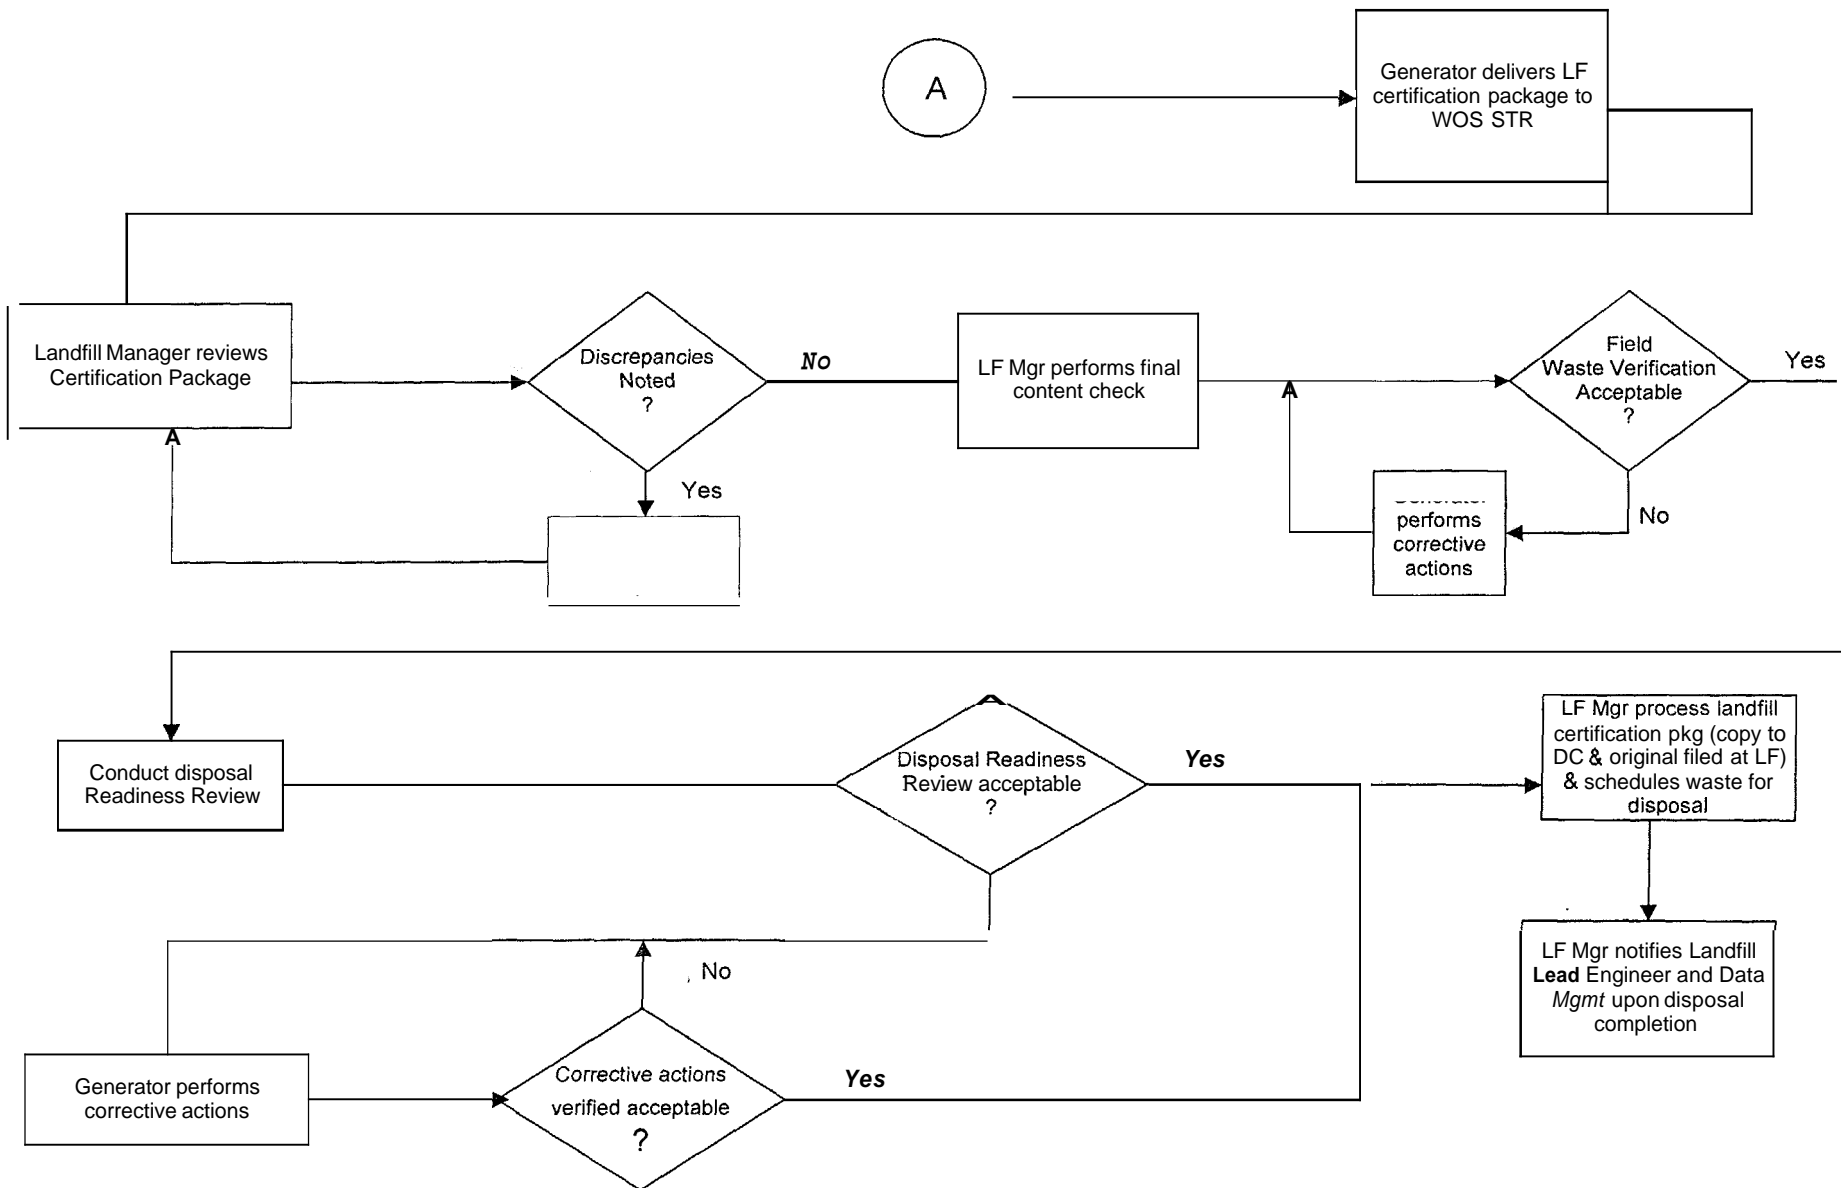 A
Generator delivers LF
certification package to
WOS STR
Landfill Manager reviews
Certification Package
Discrepancies
Noted
?
No
Yes
LF Mgr performs final
content check
A
A
Field
Waste Verification
Acceptable
?
Yes
No
performs
corrective
actions
Conduct disposal
Readiness Review
Disposal Readiness
Review acceptable
?
Yes
LF Mgr process landfill
certification pkg (copy to
DC & original filed at LF)
& schedules waste for
disposal
LF Mgr notifies Landfill
Lead Engineer and Data
Mgmt upon disposal
completion
No
Generator performs
corrective actions
Corrective actions
verified acceptable
?
Yes